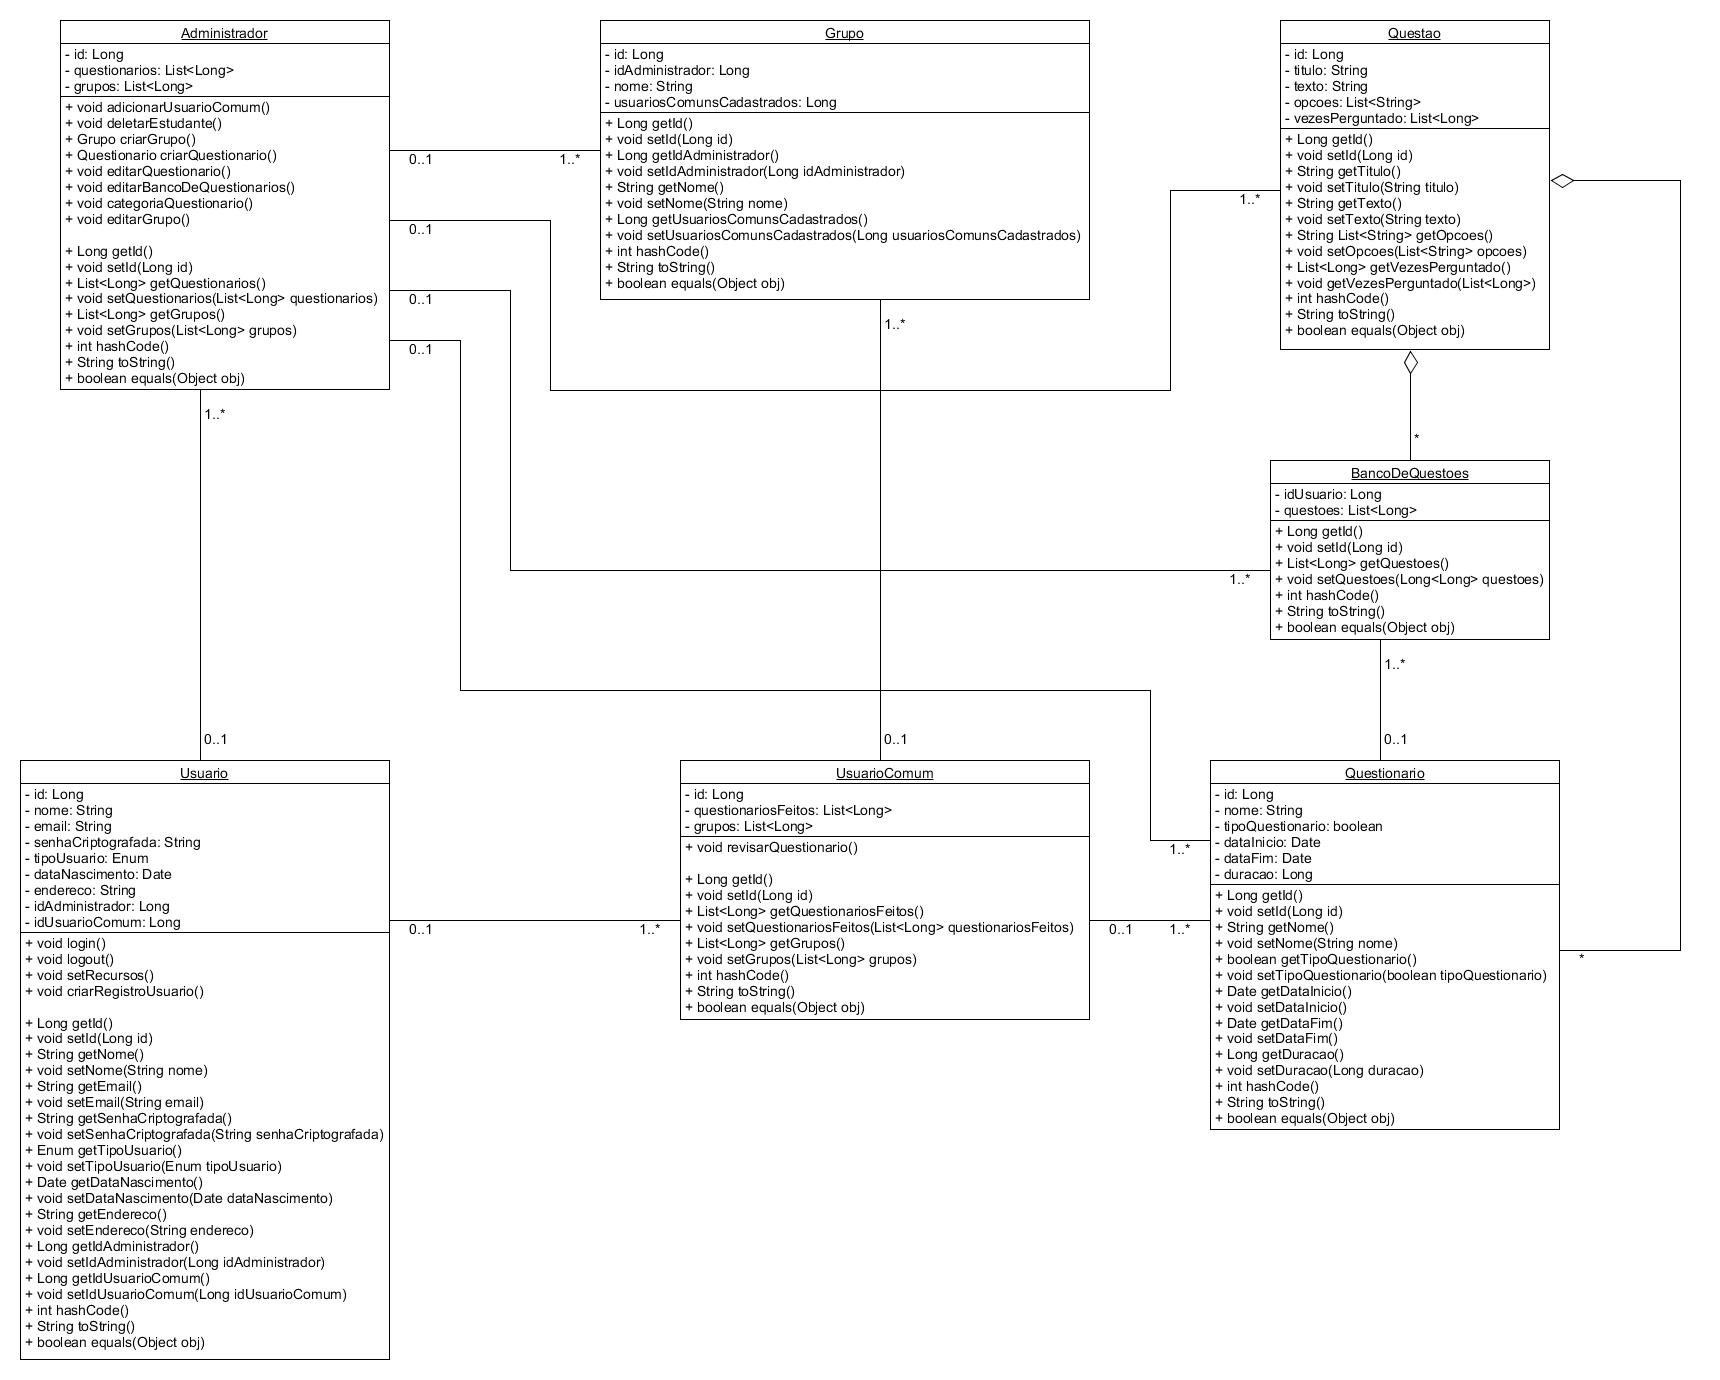 Administrador
- id: Long
- questionarios: List<Long>
- grupos: List<Long>
+ void adicionarUsuarioComum()
+ void deletarEstudante()
+ Grupo criarGrupo()
+ Questionario criarQuestionario()
+ void editarQuestionario()
+ void editarBancoDeQuestionarios()
+ void categoriaQuestionario()
+ void editarGrupo()
+ Long getId()
+ void setId(Long id)
+ List<Long> getQuestionarios()
+ void setQuestionarios(List<Long> questionarios)
+ List<Long> getGrupos()
+ void setGrupos(List<Long> grupos)
+ int hashCode()
+ String toString()
+ boolean equals(Object obj)
0..1
1..*
0..1
0..1
0..1
1..*
Grupo
- id: Long
- idAdministrador: Long
- nome: String
- usuariosComunsCadastrados: Long
+ Long getId()
+ void setId(Long id)
+ Long getIdAdministrador()
+ void setIdAdministrador(Long idAdministrador)
+ String getNome()
+ void setNome(String nome)
+ Long getUsuariosComunsCadastrados()
+ void setUsuariosComunsCadastrados(Long usuariosComunsCadastrados)
+ int hashCode()
+ String toString()
+ boolean equals(Object obj)
1..*
1..*
Questao
- id: Long
- titulo: String
- texto: String
- opcoes: List<String>
- vezesPerguntado: List<Long>
+ Long getId()
+ void setId(Long id)
+ String getTitulo()
+ void setTitulo(String titulo)
+ String getTexto()
+ void setTexto(String texto)
+ String List<String> getOpcoes()
+ void setOpcoes(List<String> opcoes)
+ List<Long> getVezesPerguntado()
+ void getVezesPerguntado(List<Long>)
+ int hashCode()
+ String toString()
+ boolean equals(Object obj)
*
BancoDeQuestoes
- idUsuario: Long
- questoes: List<Long>
+ Long getId()
+ void setId(Long id)
+ List<Long> getQuestoes()
+ void setQuestoes(Long<Long> questoes)
+ int hashCode()
+ String toString()
+ boolean equals(Object obj)
1..*
1..*
0..1
0..1
0..1
Usuario
- id: Long
- nome: String
- email: String
- senhaCriptografada: String
- tipoUsuario: Enum
- dataNascimento: Date
- endereco: String
- idAdministrador: Long
- idUsuarioComum: Long
+ void login()
+ void logout()
+ void setRecursos()
+ void criarRegistroUsuario()
+ Long getId()
+ void setId(Long id)
+ String getNome()
+ void setNome(String nome)
+ String getEmail()
+ void setEmail(String email)
+ String getSenhaCriptografada()
+ void setSenhaCriptografada(String senhaCriptografada)
+ Enum getTipoUsuario()
+ void setTipoUsuario(Enum tipoUsuario)
+ Date getDataNascimento()
+ void setDataNascimento(Date dataNascimento)
+ String getEndereco()
+ void setEndereco(String endereco)
+ Long getIdAdministrador()
+ void setIdAdministrador(Long idAdministrador)
+ Long getIdUsuarioComum()
+ void setIdUsuarioComum(Long idUsuarioComum)
+ int hashCode()
+ String toString()
+ boolean equals(Object obj)
0..1
1..*
UsuarioComum
- id: Long
- questionariosFeitos: List<Long>
- grupos: List<Long>
+ void revisarQuestionario()
+ Long getId()
+ void setId(Long id)
+ List<Long> getQuestionariosFeitos()
+ void setQuestionariosFeitos(List<Long> questionariosFeitos)
+ List<Long> getGrupos()
+ void setGrupos(List<Long> grupos)
+ int hashCode()
+ String toString()
+ boolean equals(Object obj)
1..*
0..1
1..*
Questionario
- id: Long
- nome: String
- tipoQuestionario: boolean
- dataInicio: Date
- dataFim: Date
- duracao: Long
+ Long getId()
+ void setId(Long id)
+ String getNome()
+ void setNome(String nome)
+ boolean getTipoQuestionario()
+ void setTipoQuestionario(boolean tipoQuestionario)
+ Date getDataInicio()
+ void setDataInicio()
+ Date getDataFim()
+ void setDataFim()
+ Long getDuracao()
+ void setDuracao(Long duracao)
+ int hashCode()
+ String toString()
+ boolean equals(Object obj)
*